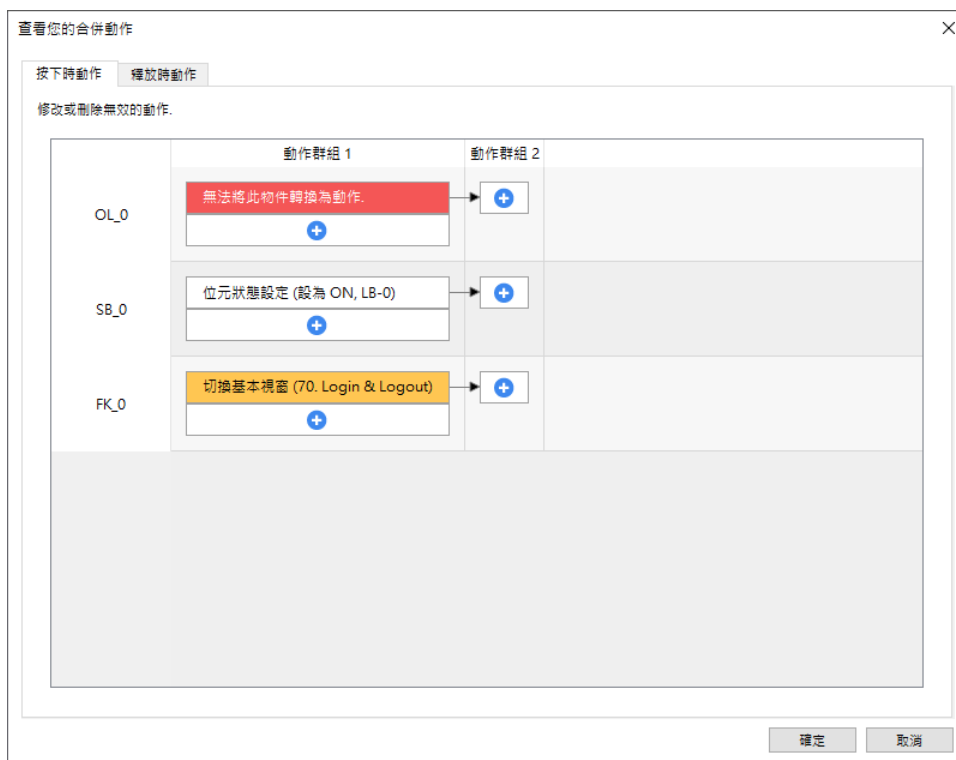 查看您的合併動作
按下時動作 釋放時動作
修改或刪除無效的動作.
動作群組 1 動作群組 2
OL_0 無法將此物件轉換為動作.
SB_0 位元狀態設定 (設為 ON, LB-0)
FK_0 切換基本視窗 (70. Login & Logout)
確定 取消